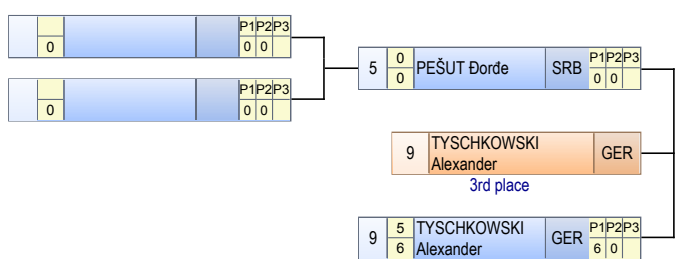 P1 P2 P3
0 0 0
P1 P2 P3
0 0 0
5 0 0 PEŠUT Đorđe SRB P1 P2 P3 0 0
9 TYSCHKOWSKI Alexander GER
3rd place
9 5 6 TYSCHKOWSKI Alexander GER P1 P2 P3 6 0